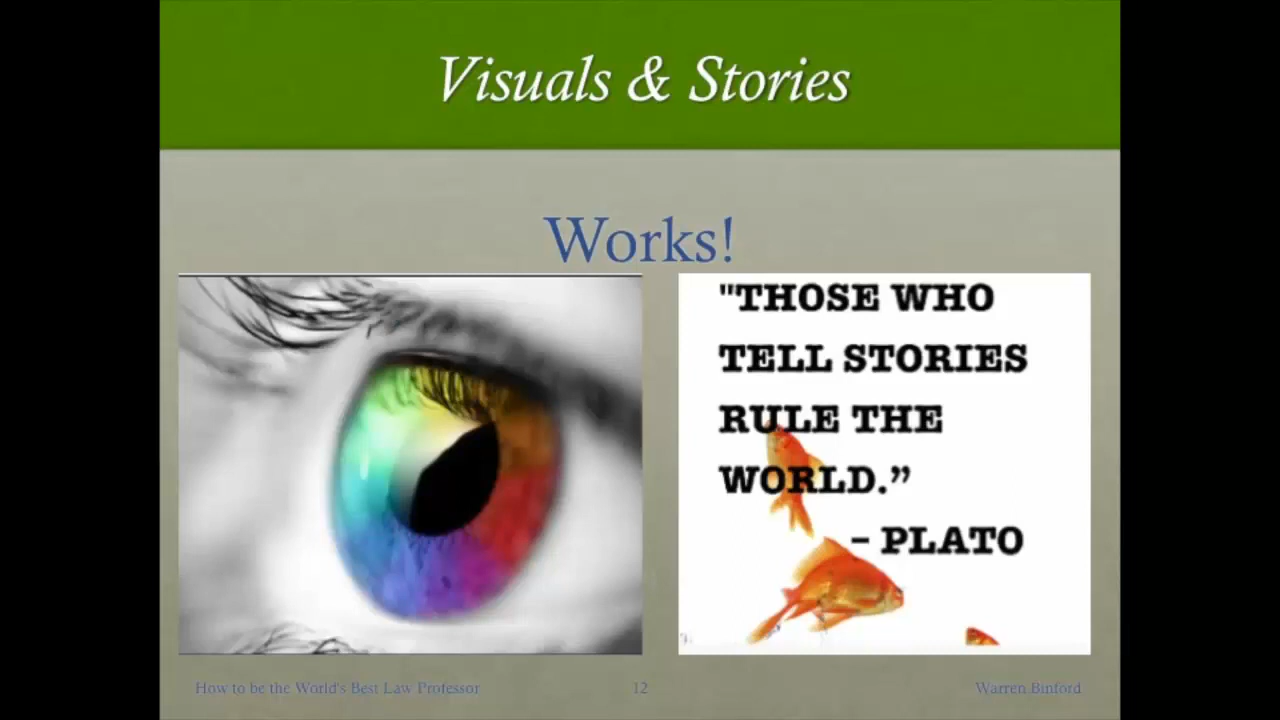 Visuals & Stories
Works!
"THOSE WHO
TELL STORIES
RULE THE
WORLD.”
– PLATO
How to be the World's Best Law Professor
12
Warren Binford